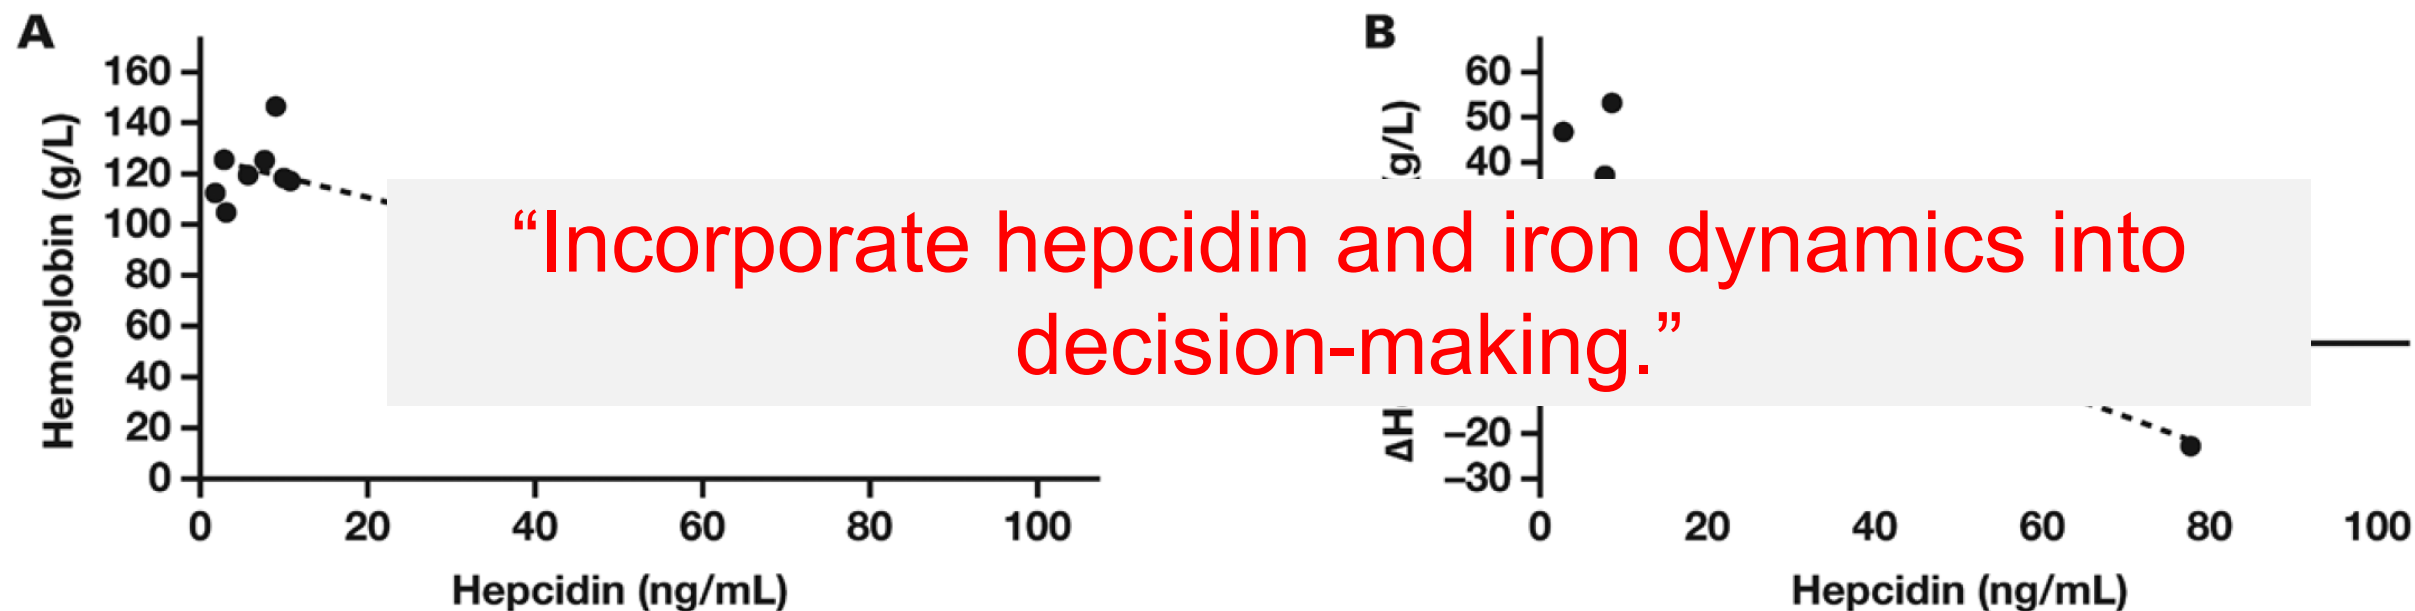 A
160
140
120
100
80
60
40
20
0
Hemoglobin (g/L)
0 20 40 60 80 100
Hepcidin (ng/mL)
B
60
50
40
–20
–30
0 20 40 60 80 100
Hepcidin (ng/mL)
“Incorporate hepcidin and iron dynamics into
decision-making.”